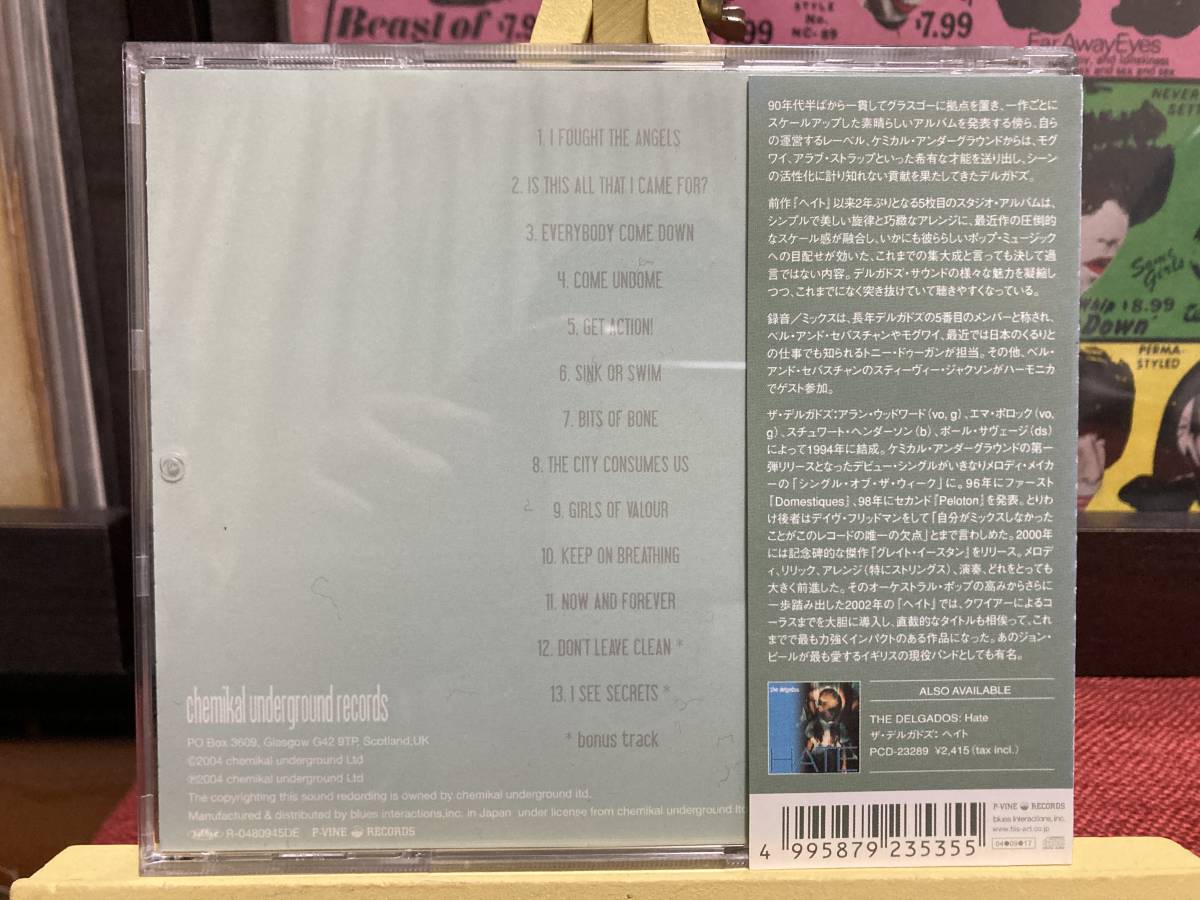 Beast of
$7.99
STYLE
No.
NC-89
$7.99
Far Away Eyes
NEVER
Some
Girls
Whip
$8.99
Down
PERMA-
STYLED
1. I FOUGHT THE ANGELS
2. IS THIS ALL THAT I CAME FOR?
3. EVERYBODY COME DOWN
4. COME UNDOME
5. GET ACTION!
6. SINK OR SWIM
7. BITS OF BONE
8. THE CITY CONSUMES US
9. GIRLS OF VALOUR
10. KEEP ON BREATHING
11. NOW AND FOREVER
12. DON'T LEAVE CLEAN *
13. I SEE SECRETS *
* bonus track
chemikal underground records
PO Box 3609, Glasgow G42 9TP, Scotland,UK
©2004 chemikal underground Ltd
℗2004 chemikal underground Ltd
The copyrighting this sound redording is owned by chemikal underground ltd.
Manufactured & distributed by blues interactions,inc. in Japan under license from chemikal underground ltd
R-0480945DE P-VINE RECORDS
90年代半ばから一貫してグラスゴーに拠点を置き、一作ごとに
スケールアップした素晴らしいアルバムを発表する傍ら、自ら
の運営するレーベル、ケミカル・アンダーグラウンドからは、モグ
ワイ、アラブ・ストラップといった希有な才能を送り出し、シーン
の活性化に計り知れない貢献を果たしてきたデルガドズ。
前作『ヘイト』以来2年ぶりとなる5枚目のスタジオ・アルバムは、
シンプルで美しい旋律と巧緻なアレンジに、最近作の圧倒的
なスケール感が融合し、いかにも彼ららしいポップ・ミュージック
への目配せが効いた、これまでの集大成と言っても決して過
言ではない内容。デルガドズ・サウンドの様々な魅力を凝縮し
つつ、これまでになく突き抜けていて聴きやすくなっている。
録音/ミックスは、長年デルガドズの5番目のメンバーと称され、
ベル・アンド・セバスチャンやモグワイ、最近では日本のくるりと
の仕事でも知られるトニー・ドゥーガンが担当。その他、ベル・
アンド・セバスチャンのスティーヴィー・ジャクソンがハーモニカ
でゲスト参加。
ザ・デルガドズ:アラン・ウッドワード(vo, g)、エマ・ポロック(vo,
g)、スチュワート・ヘンダーソン(b)、ポール・サヴェージ(ds)
によって1994年に結成。ケミカル・アンダーグラウンドの第一
弾リリースとなったデビュー・シングルがいきなりメロディ・メイカ
ーの「シングル・オブ・ザ・ウィーク」に。96年にファースト
『Domestiques』、98年にセカンド『Peloton』を発表。とりわ
け後者はデイヴ・フリッドマンをして「自分がミックスしなかった
ことがこのレコードの唯一の欠点」とまで言わしめた。2000年
には記念碑的な傑作『グレイト・イースタン』をリリース。メロデ
ィ、リリック、アレンジ(特にストリングス)、演奏、どれをとっても
大きく前進した。そのオーケストラル・ポップの高みからさらに
一歩踏み出した2002年の『ヘイト』では、クワイアーによるコ
ーラスまでを大胆に導入し、直截的なタイトルも相俟って、これ
までで最も力強くインパクトのある作品になった。あのジョン・
ピールが最も愛するイギリスの現役バンドとしても有名。
the delgados
HATE
ALSO AVAILABLE
THE DELGADOS: Hate
ザ・デルガドズ: ヘイト
PCD-23289 ¥2,415 (tax incl.)
4 995879 235355
P-VINE RECORDS
blues interactions, inc.
www.bls-act.co.jp
04●09●17